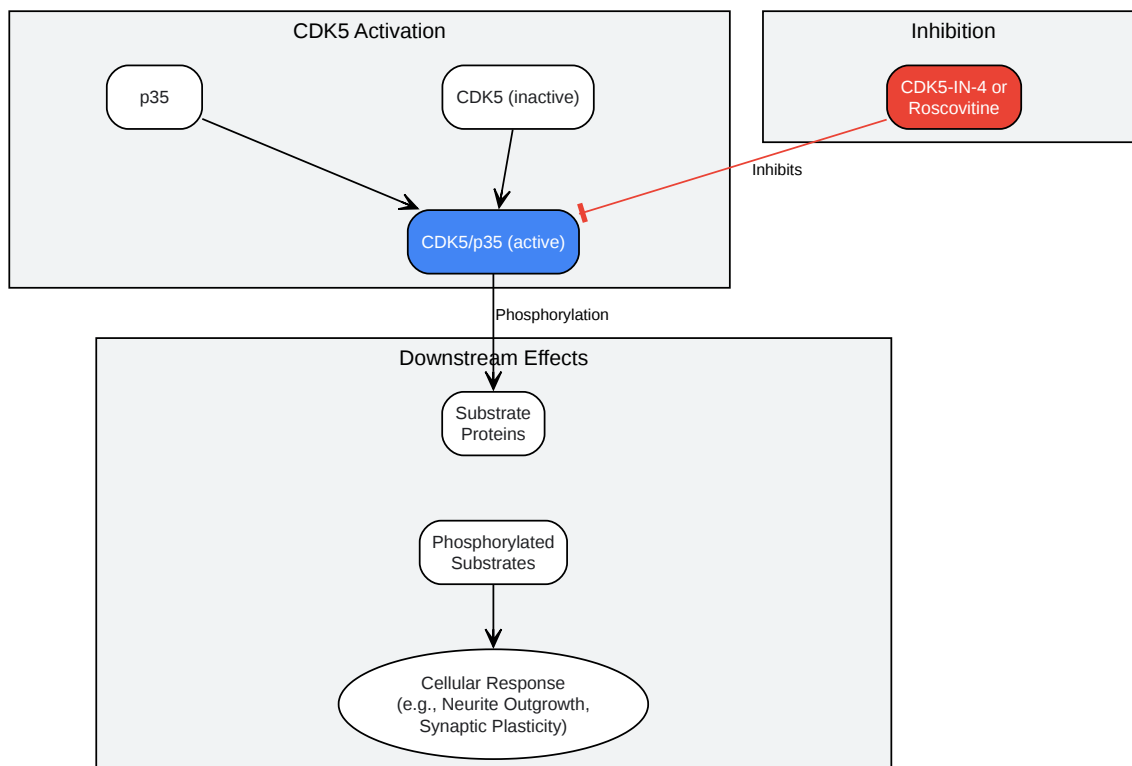 CDK5 Activation
Inhibition
p35
CDK5 (inactive)
CDK5-IN-4 or
Roscovitine
Inhibits
CDK5/p35 (active)
Phosphorylation
Downstream Effects
Substrate
Proteins
Phosphorylated
Substrates
Cellular Response
(e.g., Neurite Outgrowth,
Synaptic Plasticity)